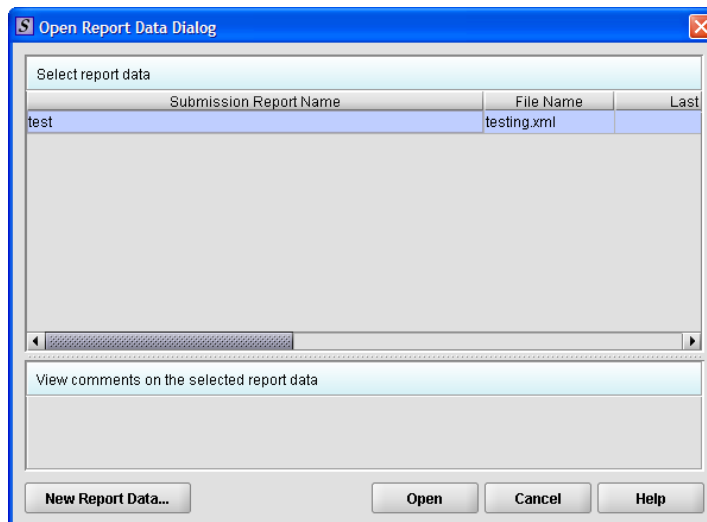 S Open Report Data Dialog
Select report data
Submission Report Name File Name Last
test testing.xml
View comments on the selected report data
New Report Data... Open Cancel Help